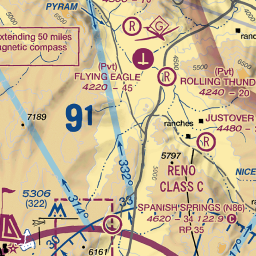 PYRAM
extending 50 miles
magnetic compass
R
(Pvt)
FLYING EAGLE
4220 - 45
R
(Pvt)
ROLLING THUND
4240 - 20
7189
91
ranches
JUSTOVER
4480 -
R
332°
5797
RENO
CLASS C
NICE
5306
(322)
314°
SPANISH SPRINGS (N86)
4620 - 34 122.9 C
RP 35